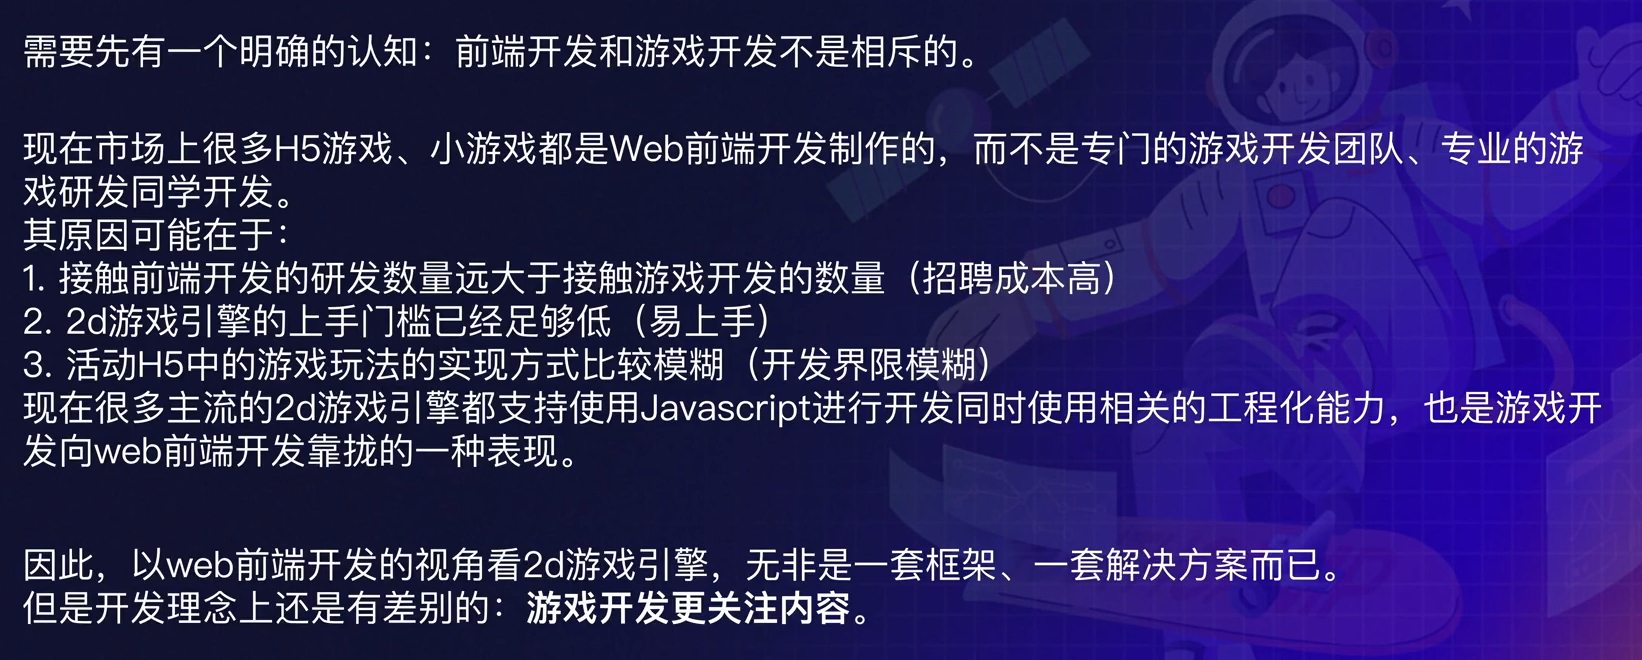 需要先有一个明确的认知：前端开发和游戏开发不是相斥的。
现在市场上很多H5游戏、小游戏都是Web前端开发制作的，而不是专门的游戏开发团队、专业的游
戏研发同学开发。
其原因可能在于：
1. 接触前端开发的研发数量远大于接触游戏开发的数量（招聘成本高）
2. 2d游戏引擎的上手门槛已经足够低（易上手）
3. 活动H5中的游戏玩法的实现方式比较模糊（开发界限模糊）
现在很多主流的2d游戏引擎都支持使用Javascript进行开发同时使用相关的工程化能力，也是游戏开
发向web前端开发靠拢的一种表现。
因此，以web前端开发的视角看2d游戏引擎，无非是一套框架、一套解决方案而已。
但是开发理念上还是有差别的：游戏开发更关注内容。